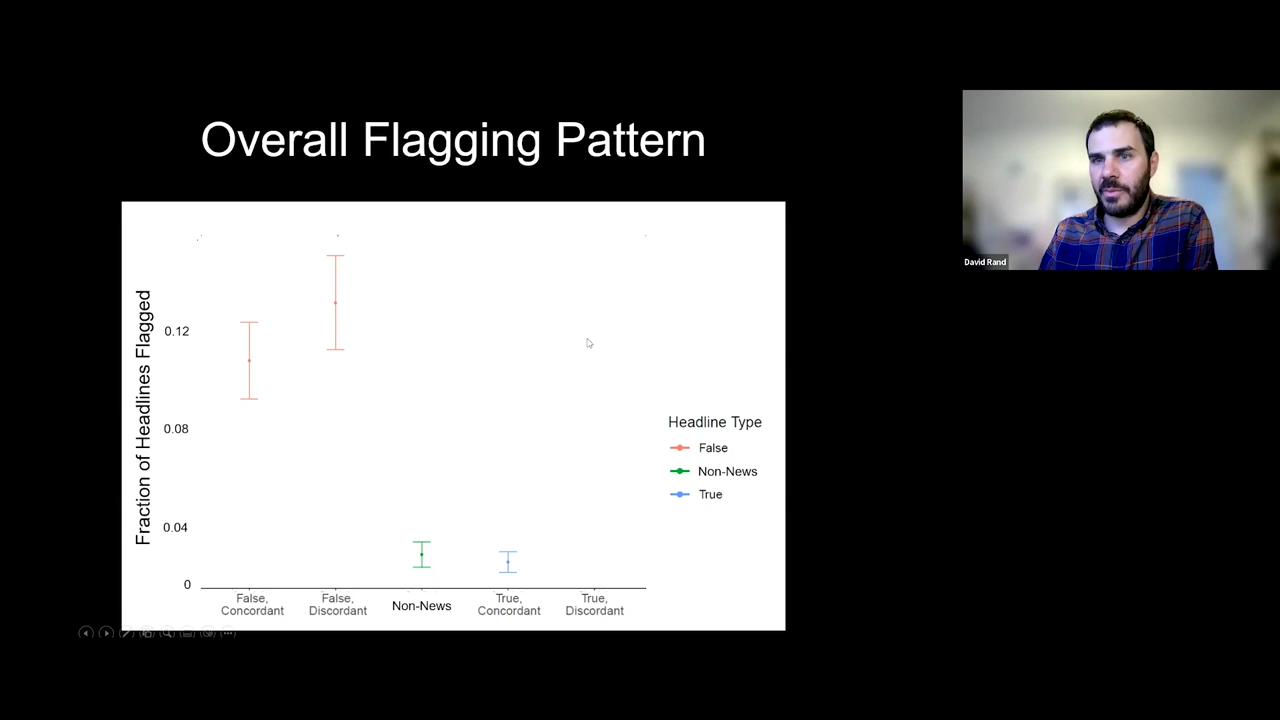 Overall Flagging Pattern
David Rand
Fraction of Headlines Flagged
0.12
0.08
0.04
0
False,
Concordant
False,
Discordant
Non-News
True,
Concordant
True,
Discordant
Headline Type
False
Non-News
True